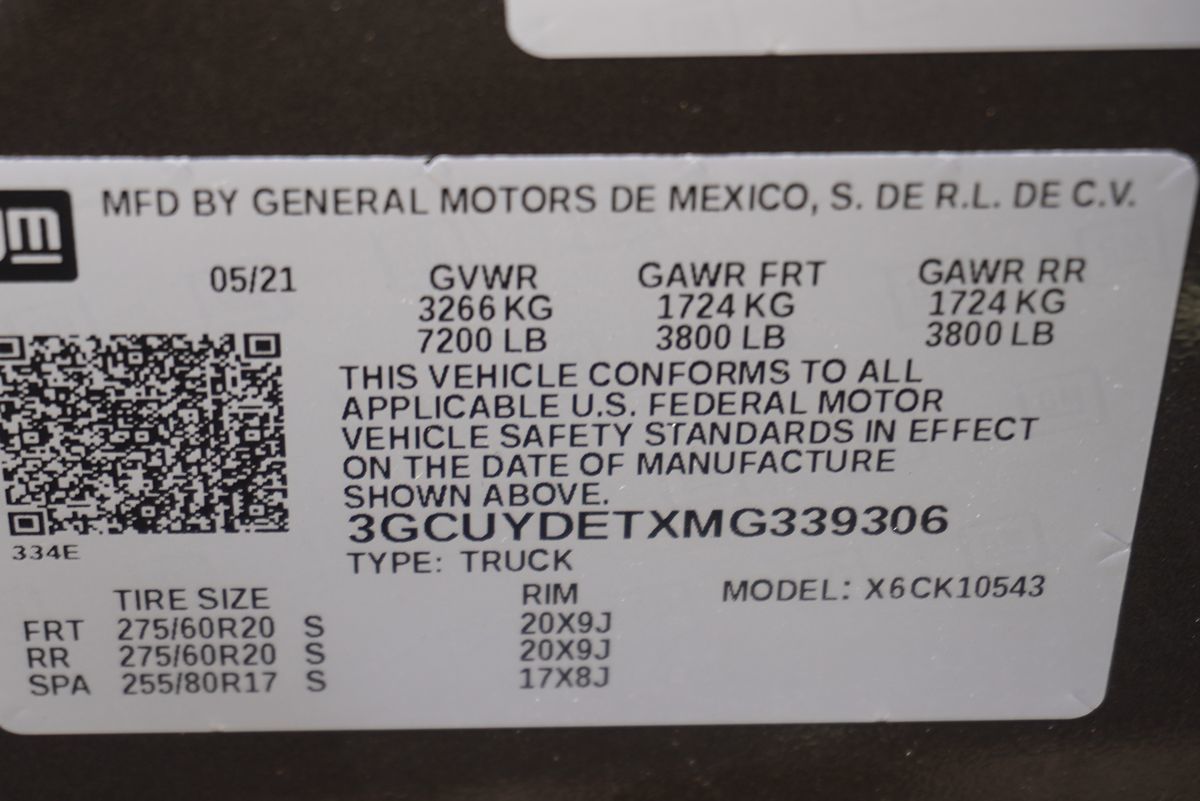 gm
MFD BY GENERAL MOTORS DE MEXICO, S. DE R.L. DE C.V.
05/21 GVWR GAWR FRT GAWR RR
3266 KG 1724 KG 1724 KG
7200 LB 3800 LB 3800 LB
THIS VEHICLE CONFORMS TO ALL
APPLICABLE U.S. FEDERAL MOTOR
VEHICLE SAFETY STANDARDS IN EFFECT
ON THE DATE OF MANUFACTURE
SHOWN ABOVE.
3GCUYDETXMG339306
334E
TYPE: TRUCK
TIRE SIZE RIM MODEL: X6CK10543
FRT 275/60R20 S 20X9J
RR 275/60R20 S 20X9J
SPA 255/80R17 S 17X8J